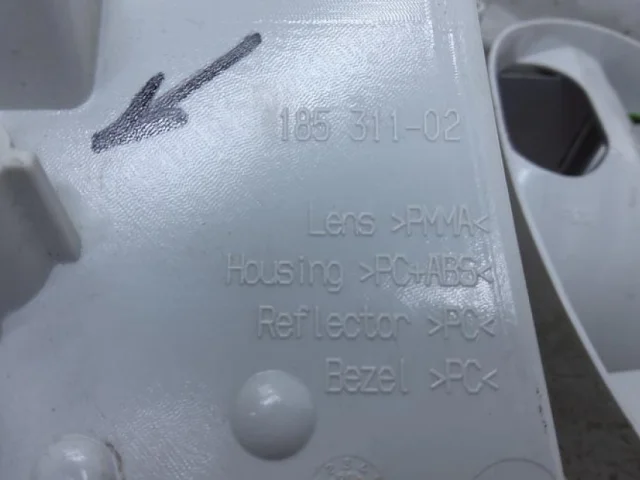 185 311-02
Lens >PMMA<
Housing >PC+ABS<
Reflector >PC<
Bezel >PC<